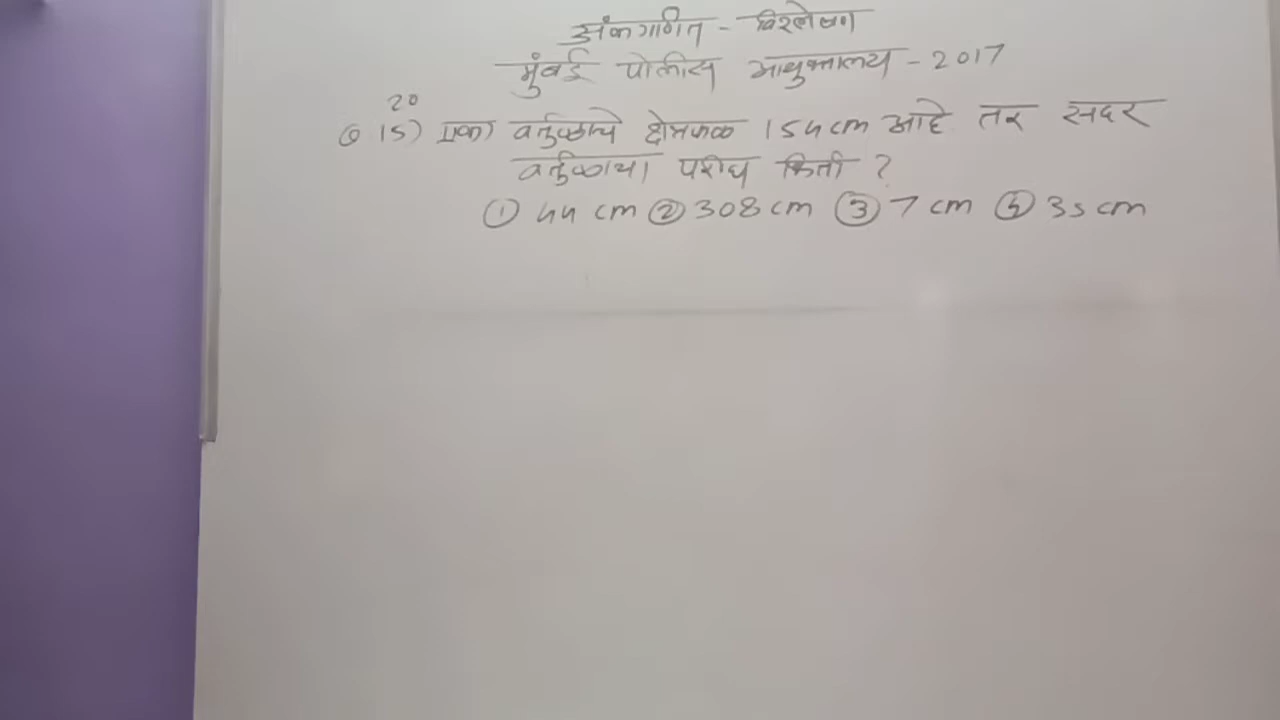 अंकगणित - विश्लेषण
मुंबई पोलीस आयुक्तालय - 2017
20
Q 15) एका वर्तुळाचे क्षेत्रफळ 154 cm आहे तर सदर
वर्तुळाचा परीघ किती ?
① 44 cm ② 308 cm ③ 7 cm ④ 35 cm